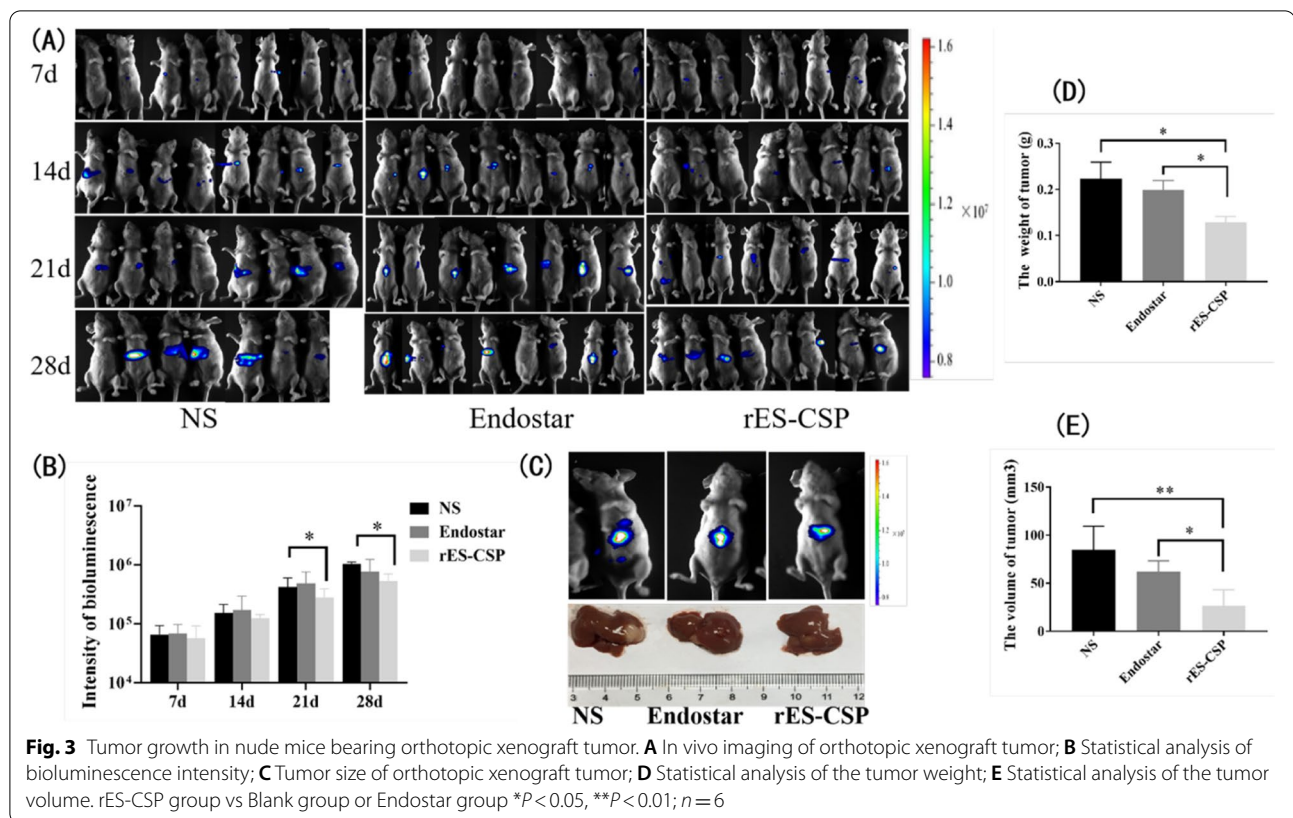 (A)
7d
14d
21d
28d
NS
Endostar
rES-CSP
1.6
1.4
1.2
×10⁷
1.0
0.8
(D)
The weight of tumor (g)
0.3
0.2
0.1
0.0
*
*
NS
Endostar
rES-CSP
(B)
Intensity of bioluminescence
10⁷
10⁶
10⁵
10⁴
NS
Endostar
rES-CSP
*
*
7d
14d
21d
28d
(C)
3 4 5 6 7 8 9 10 11 12
NS
Endostar
rES-CSP
(E)
The volume of tumor (mm3)
150
100
50
0
**
*
NS
Endostar
rES-CSP
Fig. 3 Tumor growth in nude mice bearing orthotopic xenograft tumor. A In vivo imaging of orthotopic xenograft tumor; B Statistical analysis of
bioluminescence intensity; C Tumor size of orthotopic xenograft tumor; D Statistical analysis of the tumor weight; E Statistical analysis of the tumor
volume. rES-CSP group vs Blank group or Endostar group *P < 0.05, **P < 0.01; n = 6